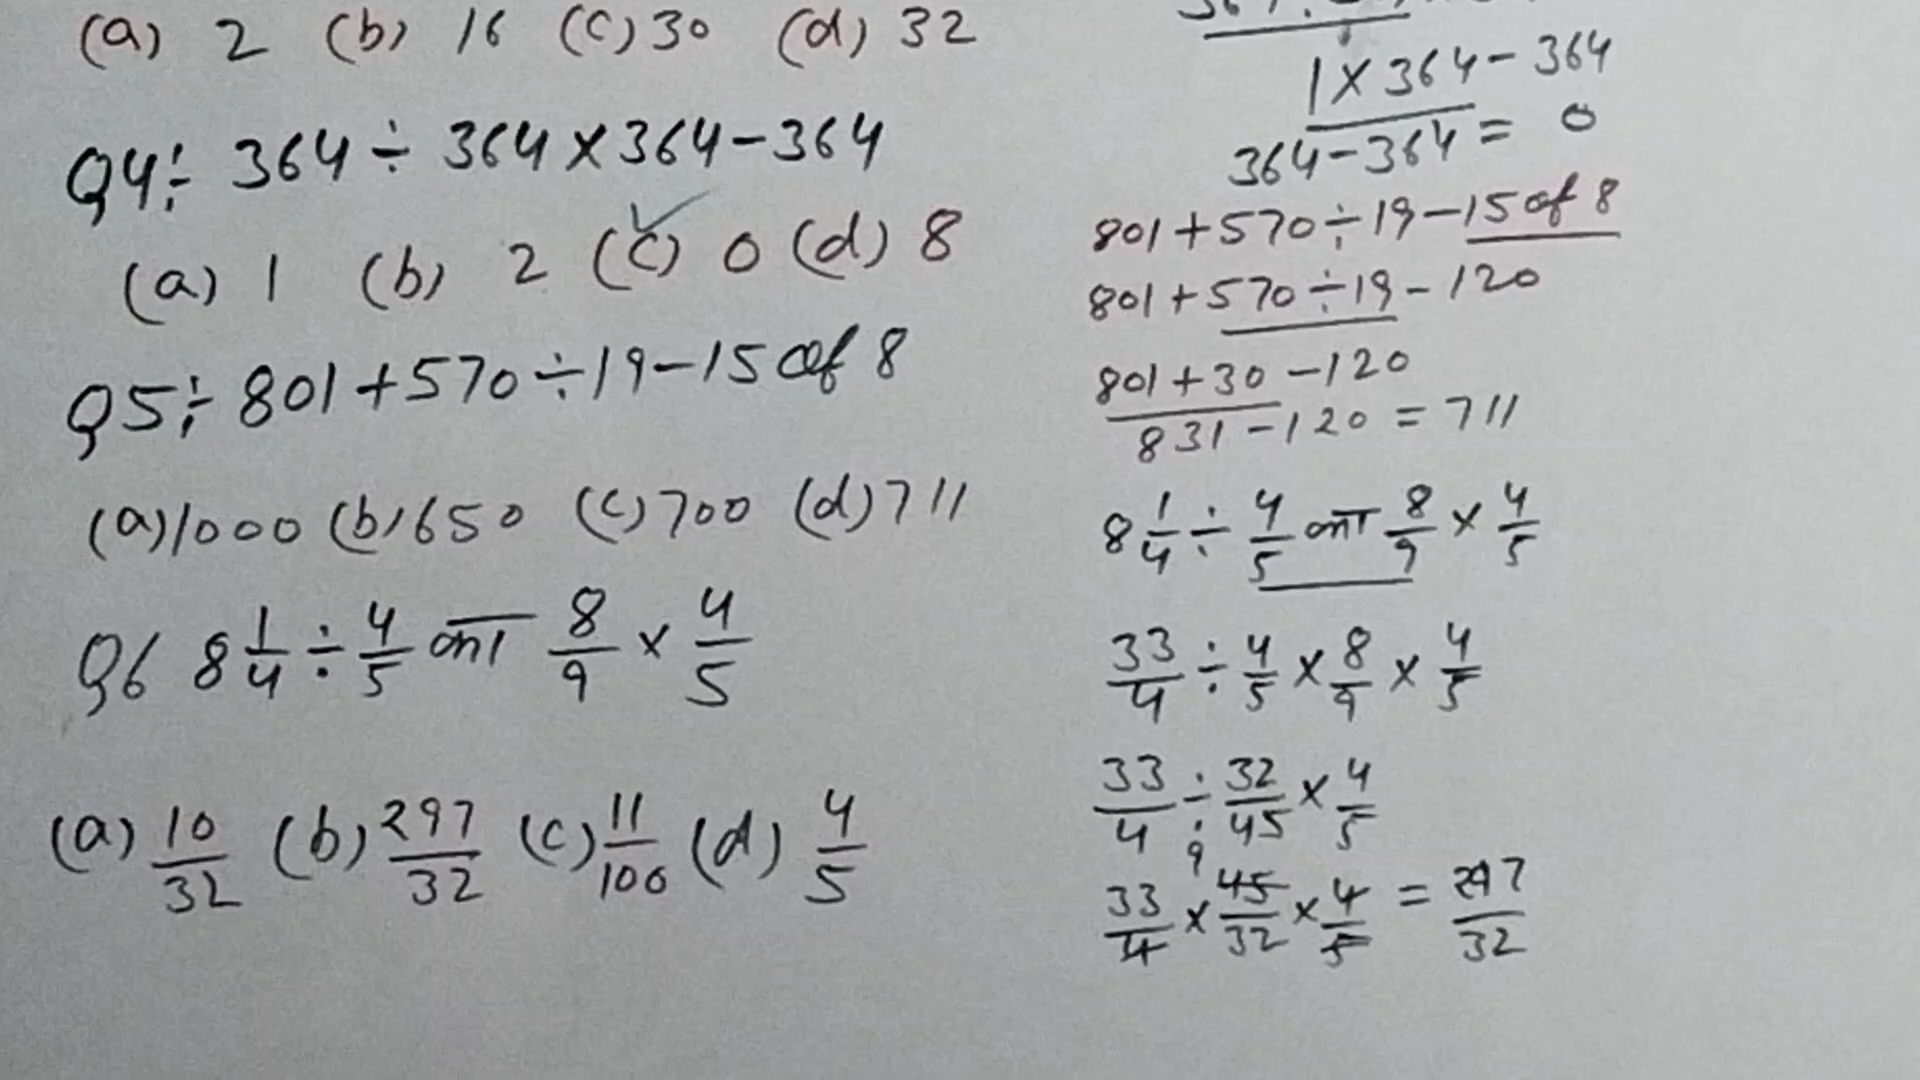 (a) 2 (b) 16 (c) 30 (d) 32
Q4÷ 364 ÷ 364 × 364 - 364
(a) 1 (b) 2 (c) 0 (d) 8
Q5÷ 801 + 570 ÷ 19 - 15 of 8
(a) 1000 (b) 650 (c) 700 (d) 711
Q6 8 1/4 ÷ 4/5 का 8/9 × 4/5
(a) 10/32 (b) 297/32 (c) 11/100 (d) 4/5
1 × 364 - 364
364 - 364 = 0
801 + 570 ÷ 19 - 15 of 8
801 + 570 ÷ 19 - 120
801 + 30 - 120
831 - 120 = 711
8 1/4 ÷ 4/5 का 8/9 × 4/5
33/4 ÷ 4/5 × 8/9 × 4/5
33/4 ÷ 32/45 × 4/5
9
33/4 × 45/32 × 4/5 = 297/32